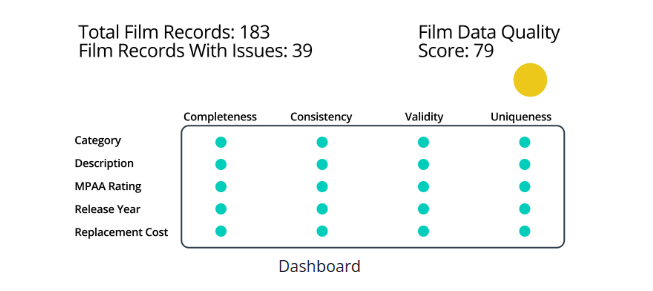 Total Film Records: 183
Film Records With Issues: 39
Film Data Quality
Score: 79
Completeness Consistency Validity Uniqueness
Category
Description
MPAA Rating
Release Year
Replacement Cost
Dashboard